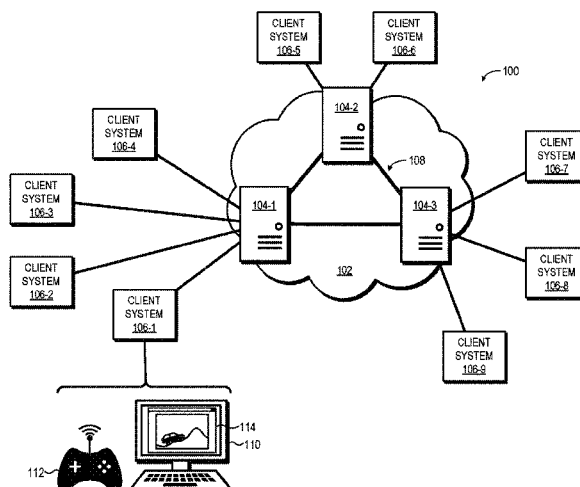 CLIENT
SYSTEM
106-5
CLIENT
SYSTEM
106-6
100
104-2
CLIENT
SYSTEM
106-4
108
CLIENT
SYSTEM
106-7
CLIENT
SYSTEM
106-3
104-1
104-3
CLIENT
SYSTEM
106-2
102
CLIENT
SYSTEM
106-8
CLIENT
SYSTEM
106-1
CLIENT
SYSTEM
106-9
114
110
112